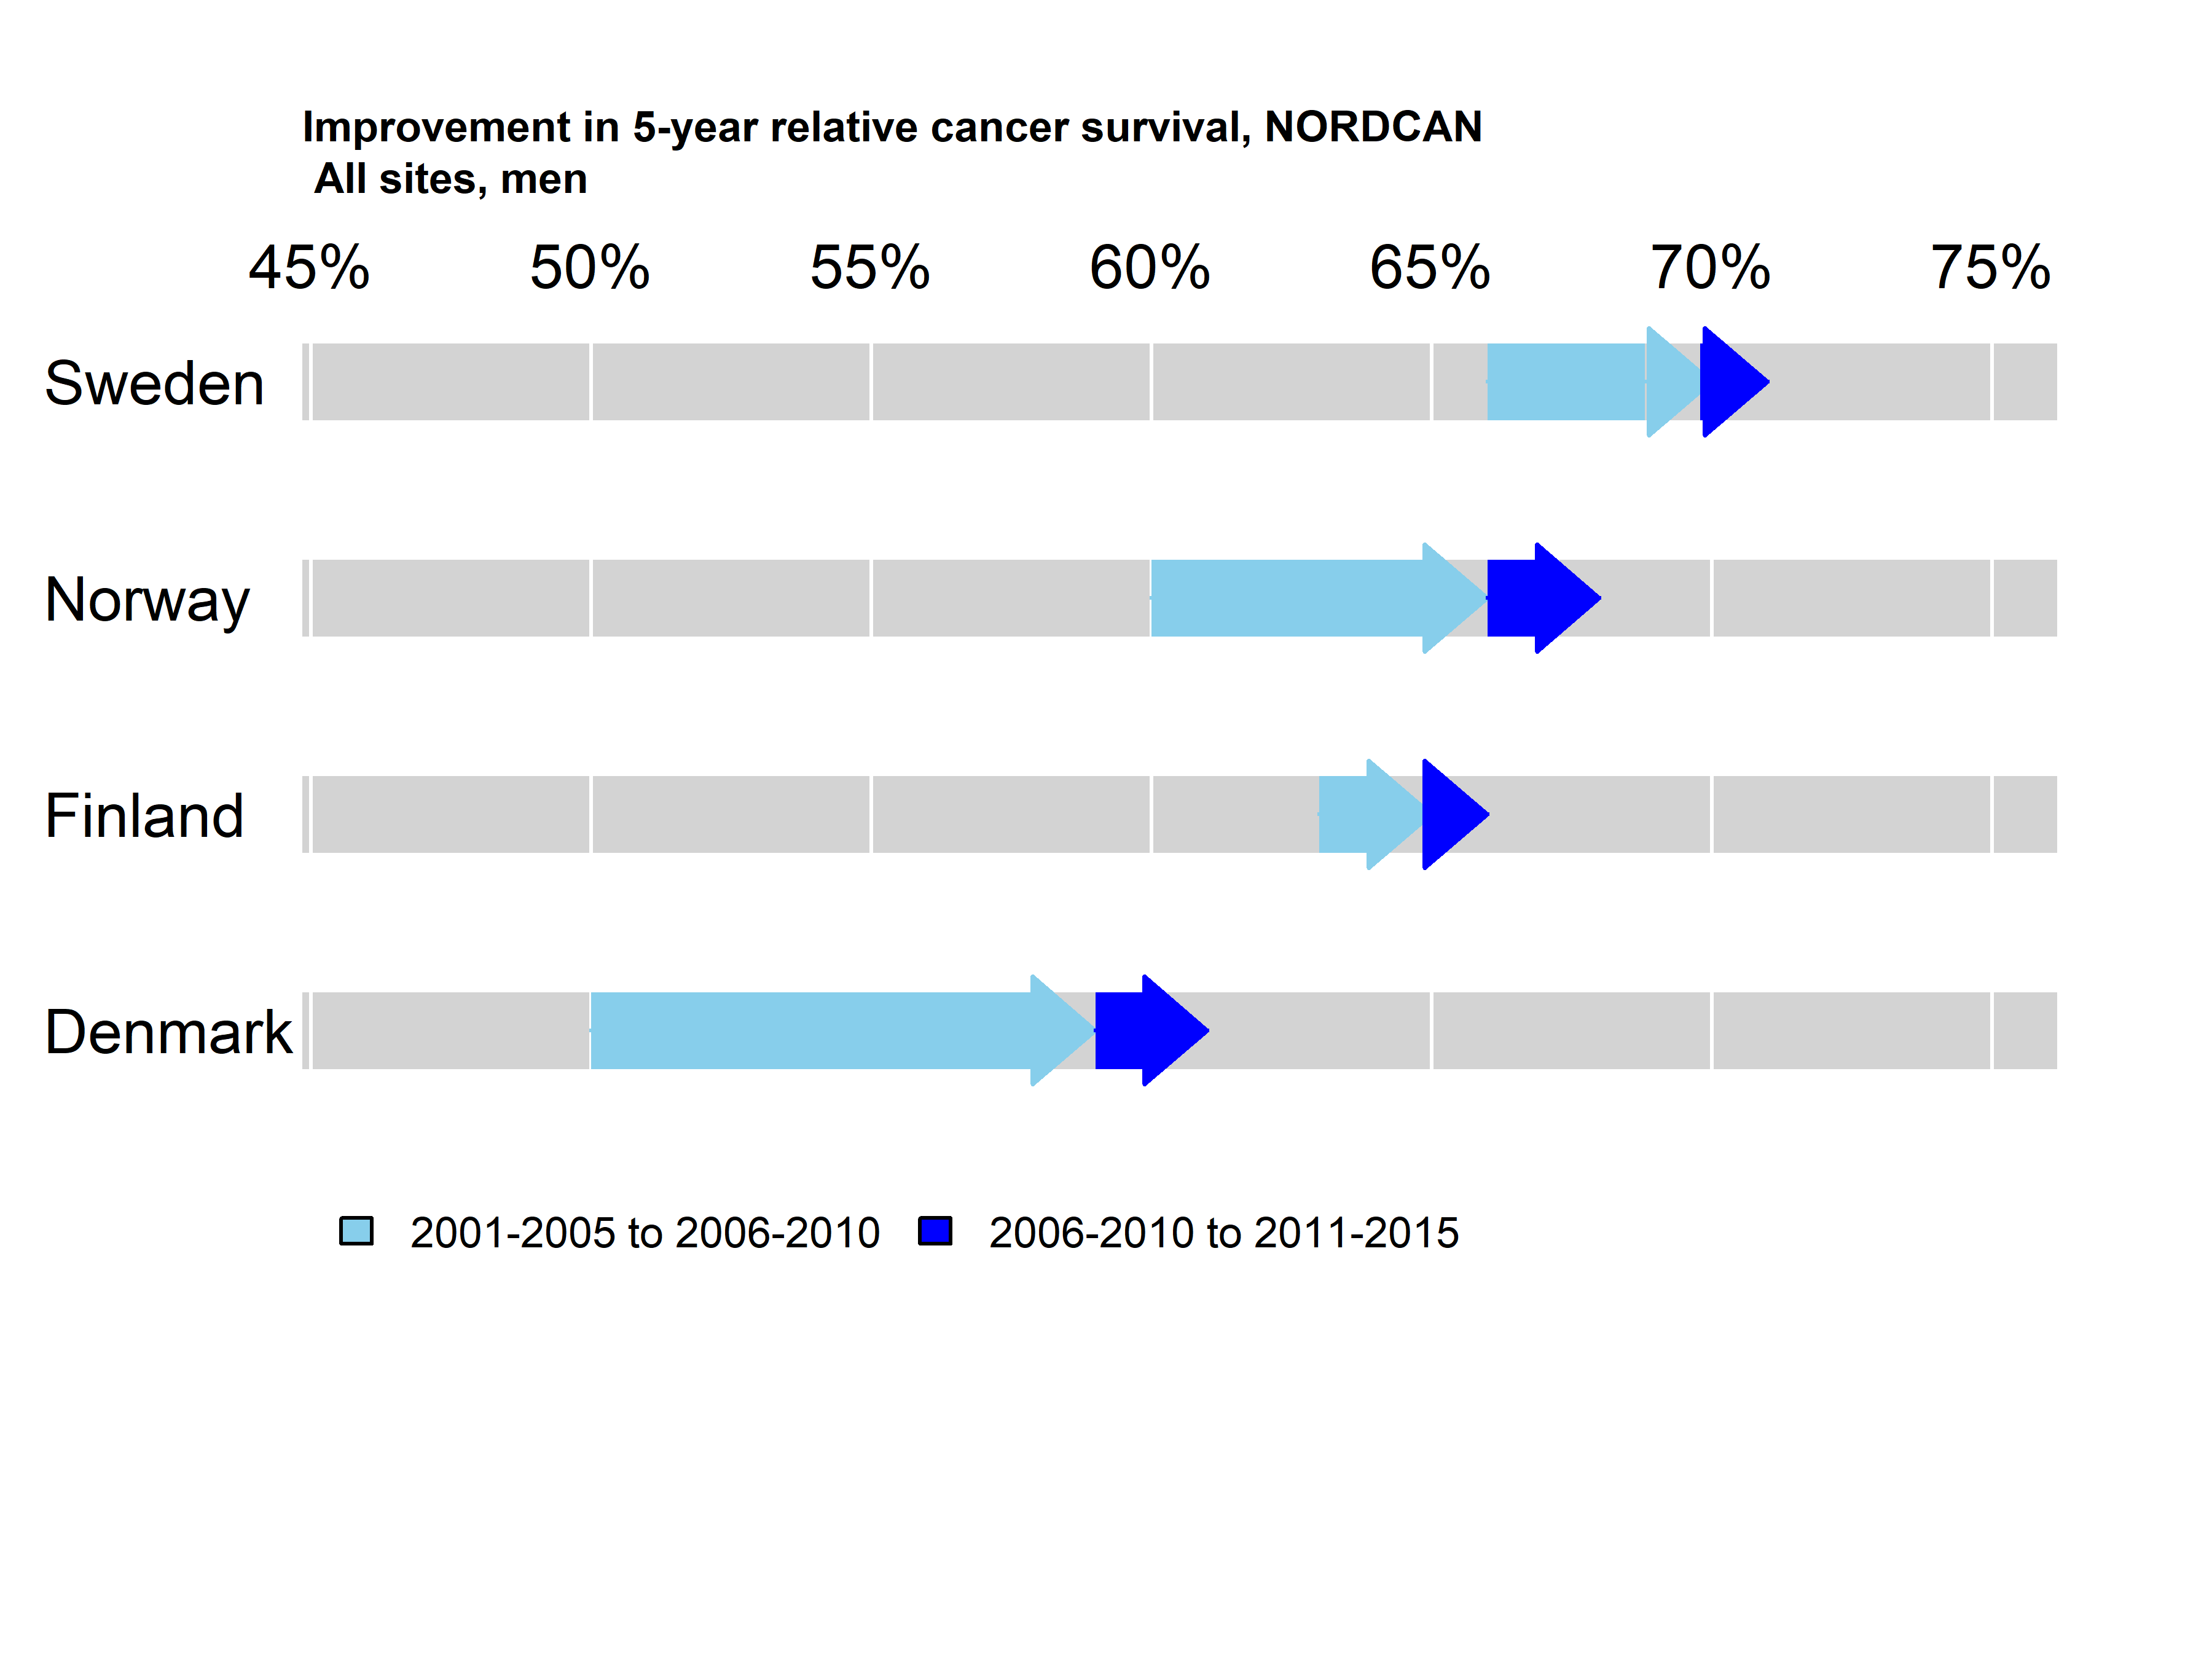 Improvement in 5-year relative cancer survival, NORDCAN
All sites, men
45% 50% 55% 60% 65% 70% 75%
Sweden
Norway
Finland
Denmark
2001-2005 to 2006-2010 2006-2010 to 2011-2015